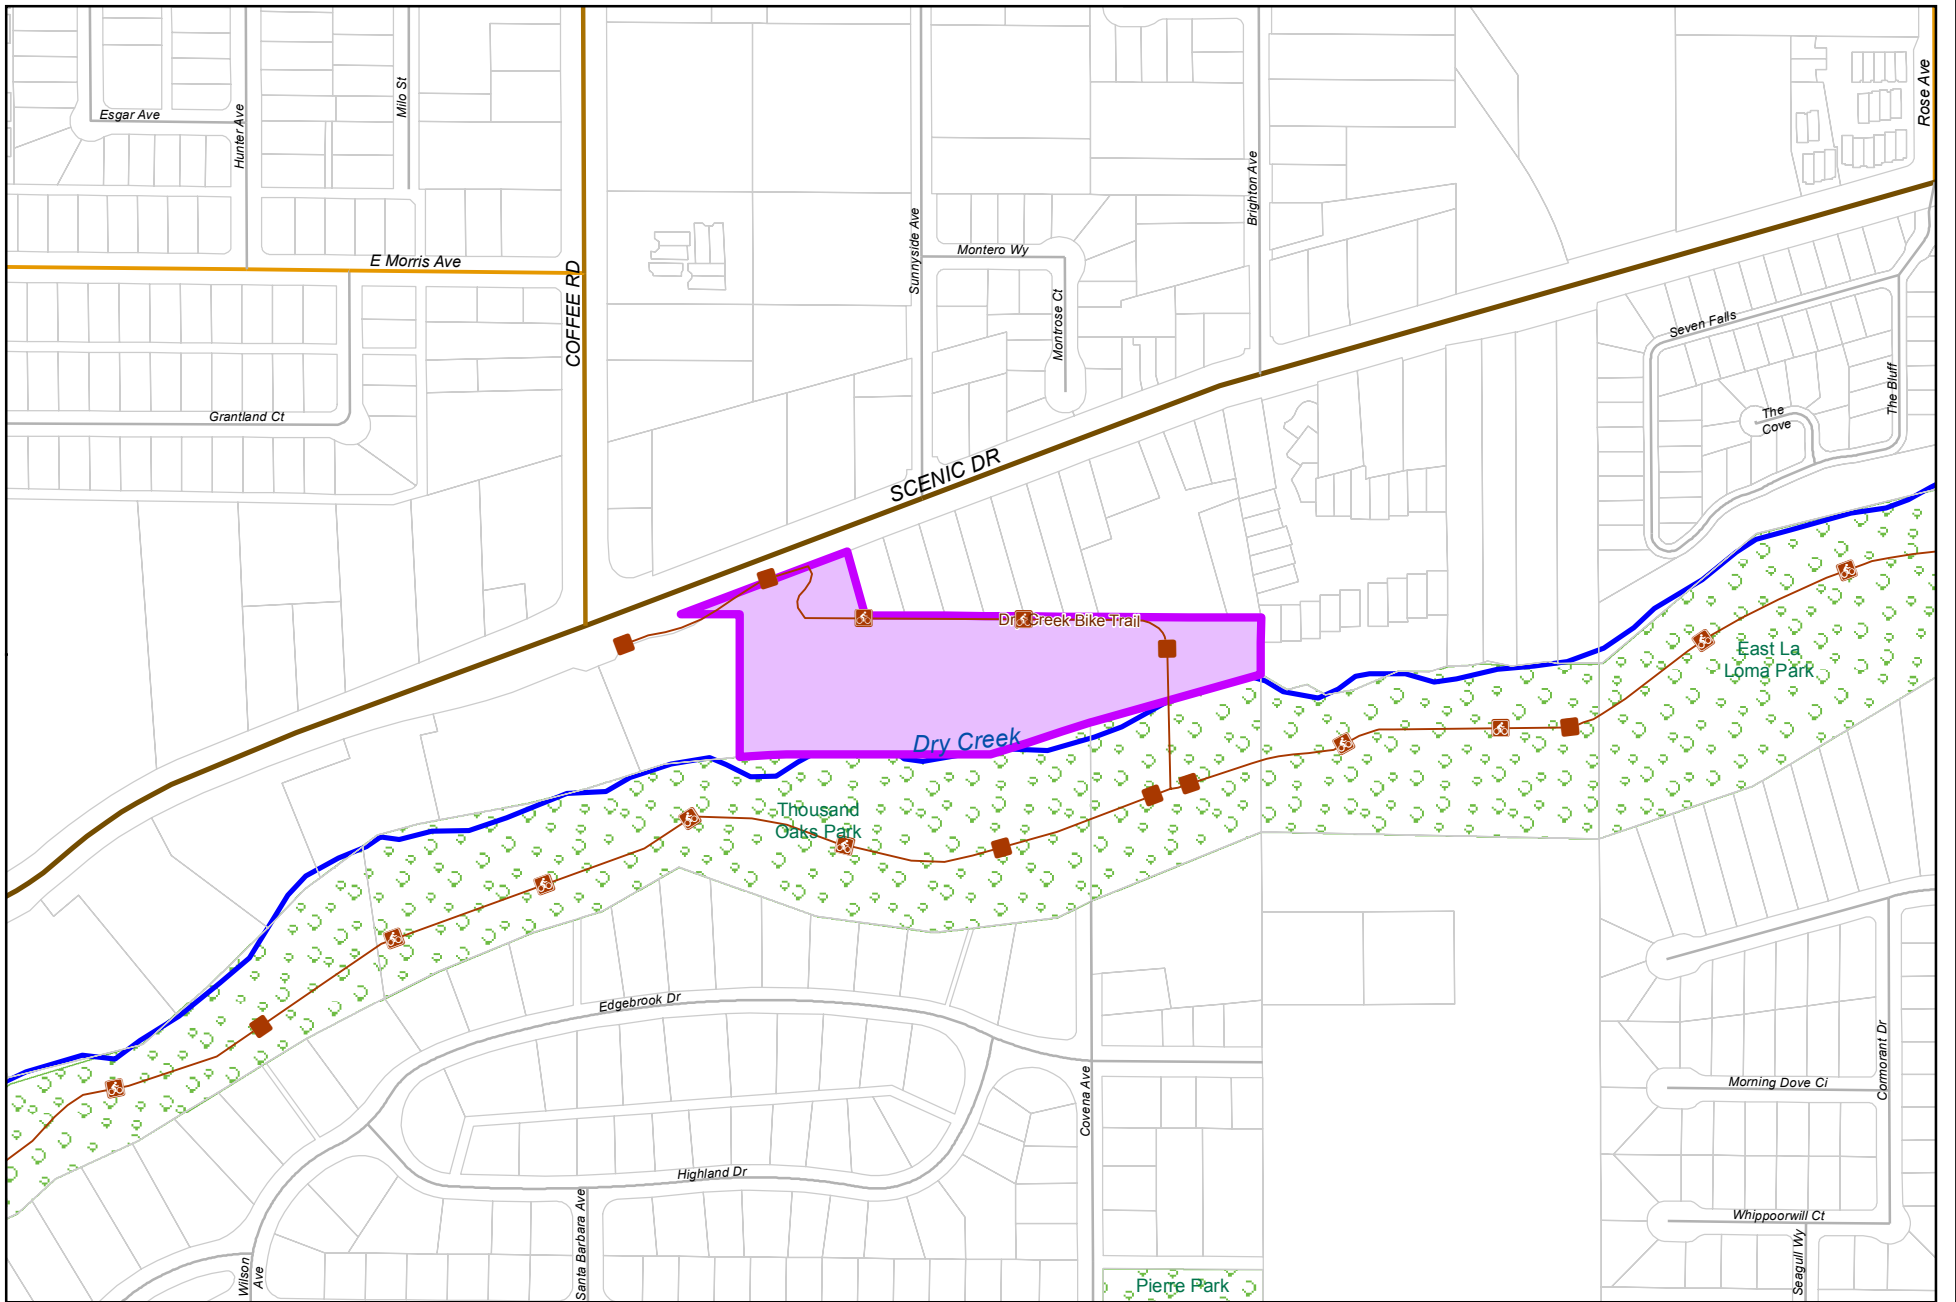 Esgar Ave
Hunter Ave
Milo St
Rose Ave
E Morris Ave
COFFEE RD
Sunnyside Ave
Montero Wy
Montrose Ct
Brighton Ave
Seven Falls
The Bluff
The
Cove
Grantland Ct
SCENIC DR
Dry Creek Bike Trail
East La
Loma Park
Dry Creek
Thousand
Oaks Park
Edgebrook Dr
Covena Ave
Morning Dove Ci
Cormorant Dr
Highland Dr
Santa Barbara Ave
Wilson
Ave
Whippoorwill Ct
Seagull Wy
Pierre Park